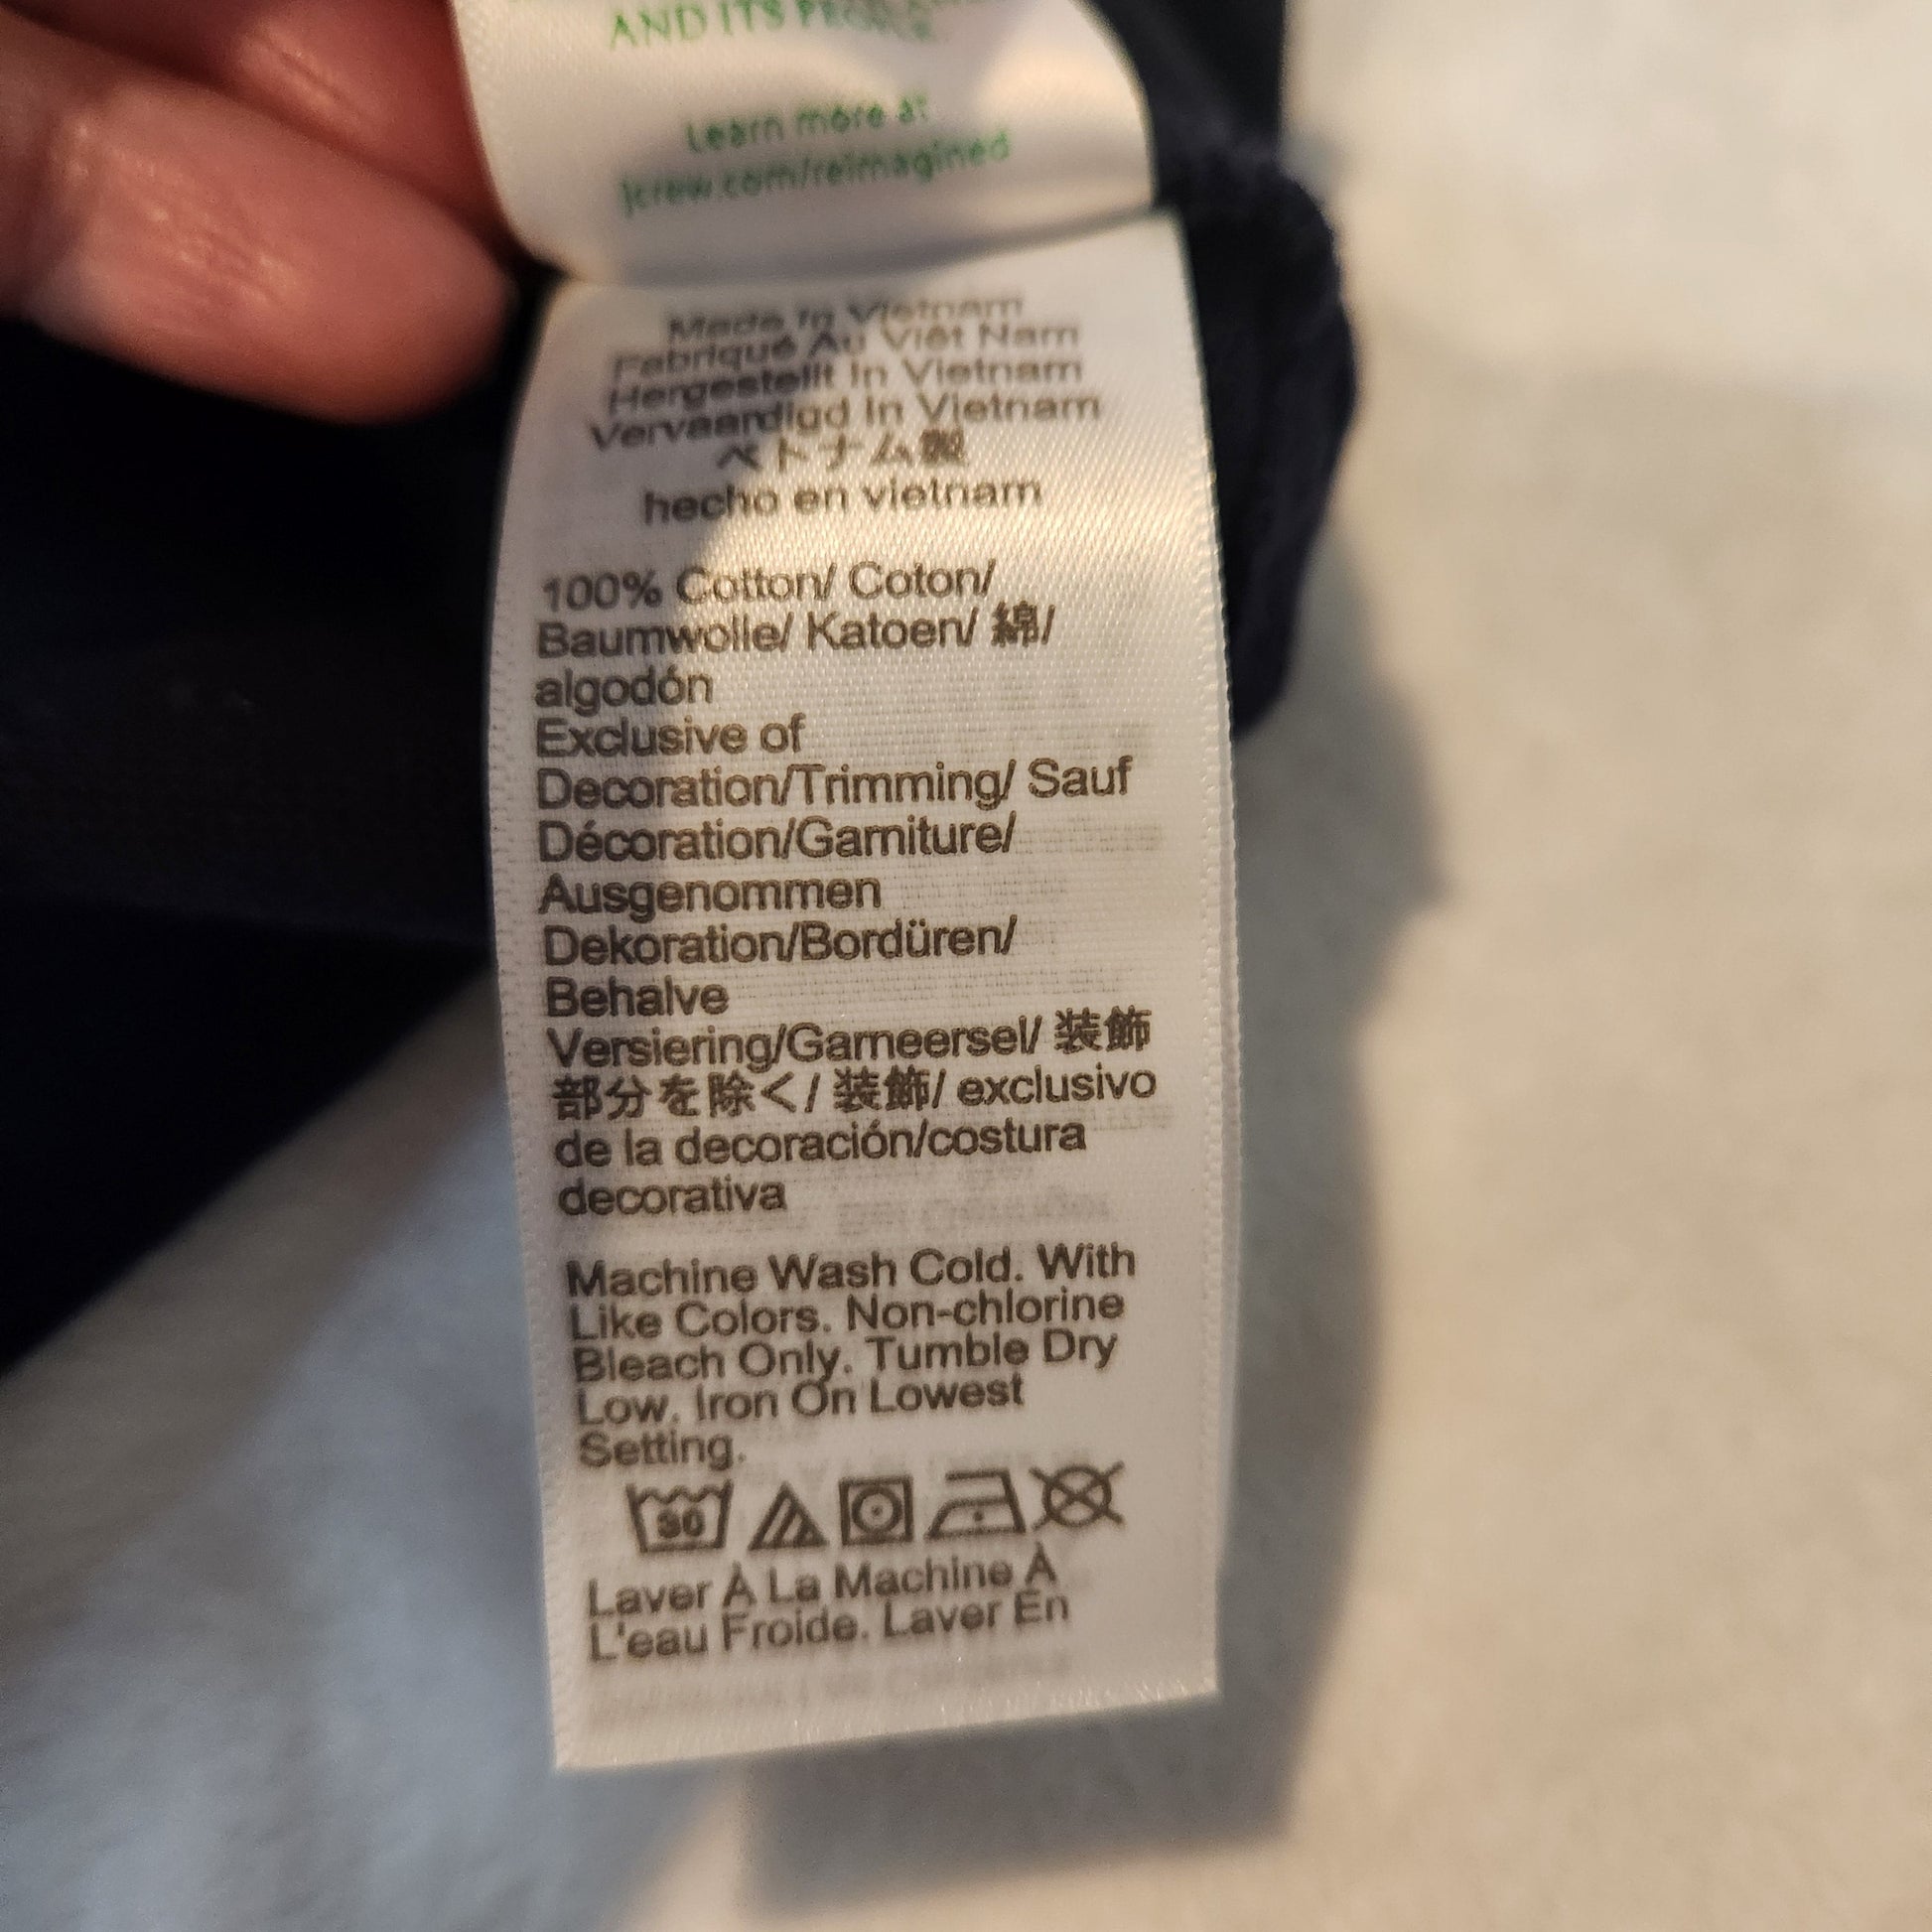 AND ITS PEOPLE.
Learn more at
jcrew.com/reimagined
Made In Vietnam
Fabriqué Au Viêt Nam
Hergestellt In Vietnam
Vervaardigd In Vietnam
ベトナム製
hecho en vietnam
100% Cotton/ Coton/
Baumwolle/ Katoen/ 綿/
algodón
Exclusive of
Decoration/Trimming/ Sauf
Décoration/Garniture/
Ausgenommen
Dekoration/Bordüren/
Behalve
Versiering/Garneersel/ 装飾
部分を除く/ 装飾/ exclusivo
de la decoración/costura
decorativa
Machine Wash Cold. With
Like Colors. Non-chlorine
Bleach Only. Tumble Dry
Low. Iron On Lowest
Setting.
30
Laver À La Machine À
L'eau Froide. Laver En